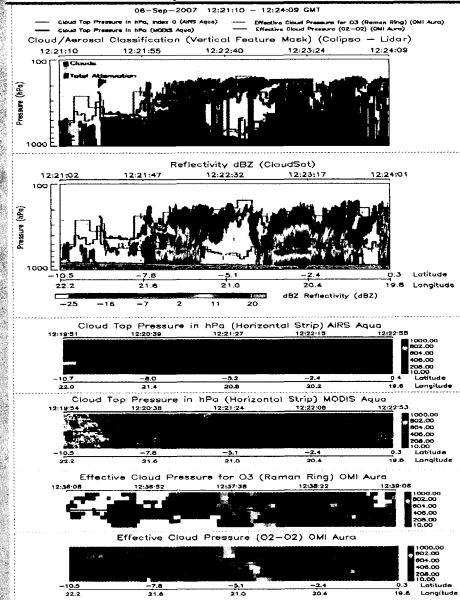 06-Sep-2007 12:21:10 - 12:24:09 GMT
Cloud Top Pressure in hPa, index 0 (AIRS Aqua) Effective Cloud Pressure for O3 (Raman Ring) (OMI Aura)
Cloud Top Pressure in hPa (MODIS Aqua) Effective Cloud Pressure (O2-O2) (OMI Aura)
Cloud/Aerosol Classification (Vertical Feature Mask) (Calipso - Lidar)
12:21:10 12:21:55 12:22:40 12:23:24 12:24:09
100
Clouds
Total Attenuation
Pressure (hPa)
1000
Reflectivity dBZ (CloudSat)
12:21:02 12:21:47 12:22:32 12:23:17 12:24:01
100
Pressure (hPa)
1000
-10.5 -7.8 -5.1 -2.4 0.3 Latitude
22.2 21.6 21.0 20.4 19.8 Longitude
-25 -16 -7 2 11 20 dBZ Reflectivity (dBZ)
Cloud Top Pressure in hPa (Horizontal Strip) AIRS Aqua
12:19:51 12:20:39 12:21:27 12:22:15 12:22:58
1000.00
802.00
604.00
406.00
208.00
10.00
-10.7 -8.0 -5.2 -2.4 0.4 Latitude
22.0 21.4 20.8 20.2 19.6 Longitude
Cloud Top Pressure in hPa (Horizontal Strip) MODIS Aqua
12:19:54 12:20:38 12:21:24 12:22:08 12:22:53
1000.00
802.00
604.00
406.00
208.00
10.00
-10.5 -7.8 -5.1 -2.4 0.3 Latitude
22.2 21.6 21.0 20.4 19.8 Longitude
Effective Cloud Pressure for O3 (Raman Ring) OMI Aura
12:36:08 12:36:52 12:37:38 12:38:22 12:39:06
1000.00
802.00
604.00
406.00
208.00
10.00
Effective Cloud Pressure (O2-O2) OMI Aura
1000.00
802.00
604.00
406.00
208.00
10.00
-10.5 -7.8 -5.1 -2.4 0.3 Latitude
22.2 21.6 21.0 20.4 19.8 Longitude